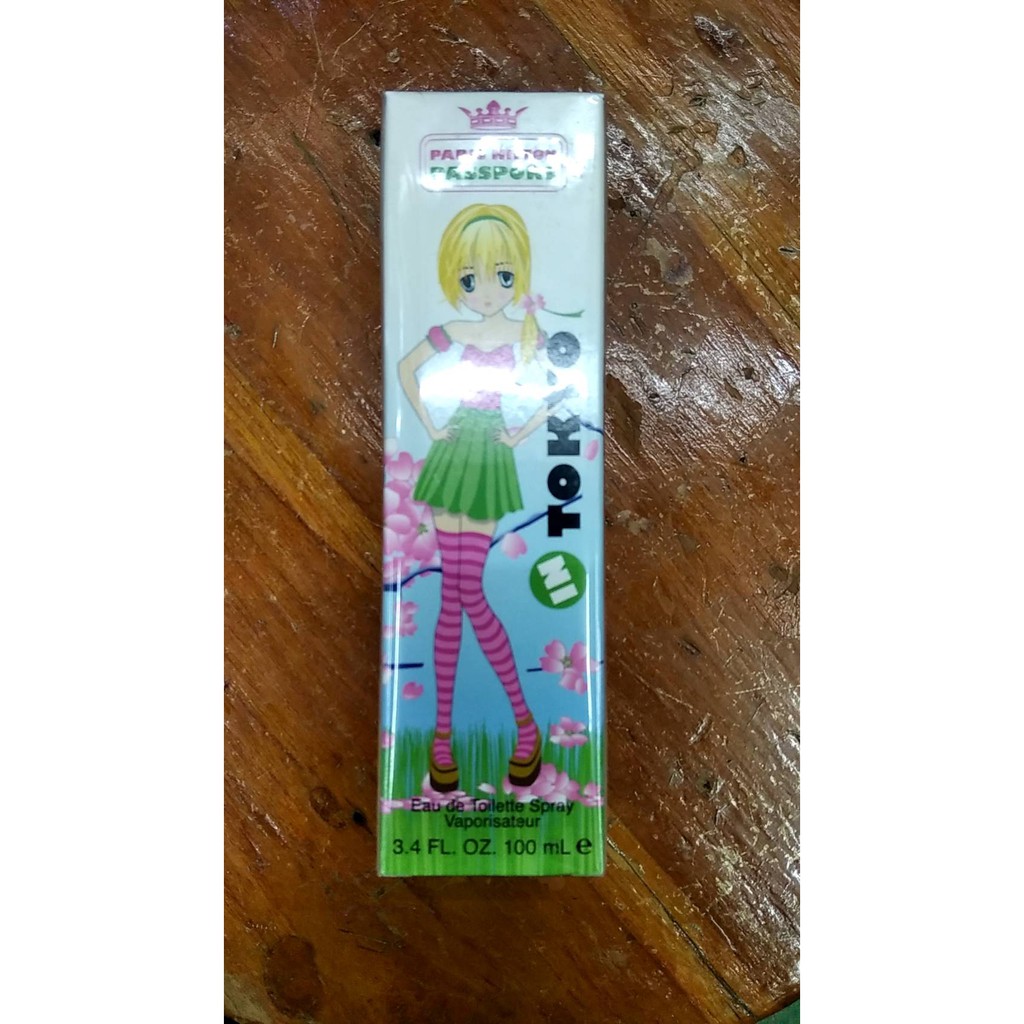 PARIS HILTON
PASSPORT
IN TOKYO
Eau de Toilette Spray
Vaporisateur
3.4 FL. OZ. 100 mL ℮